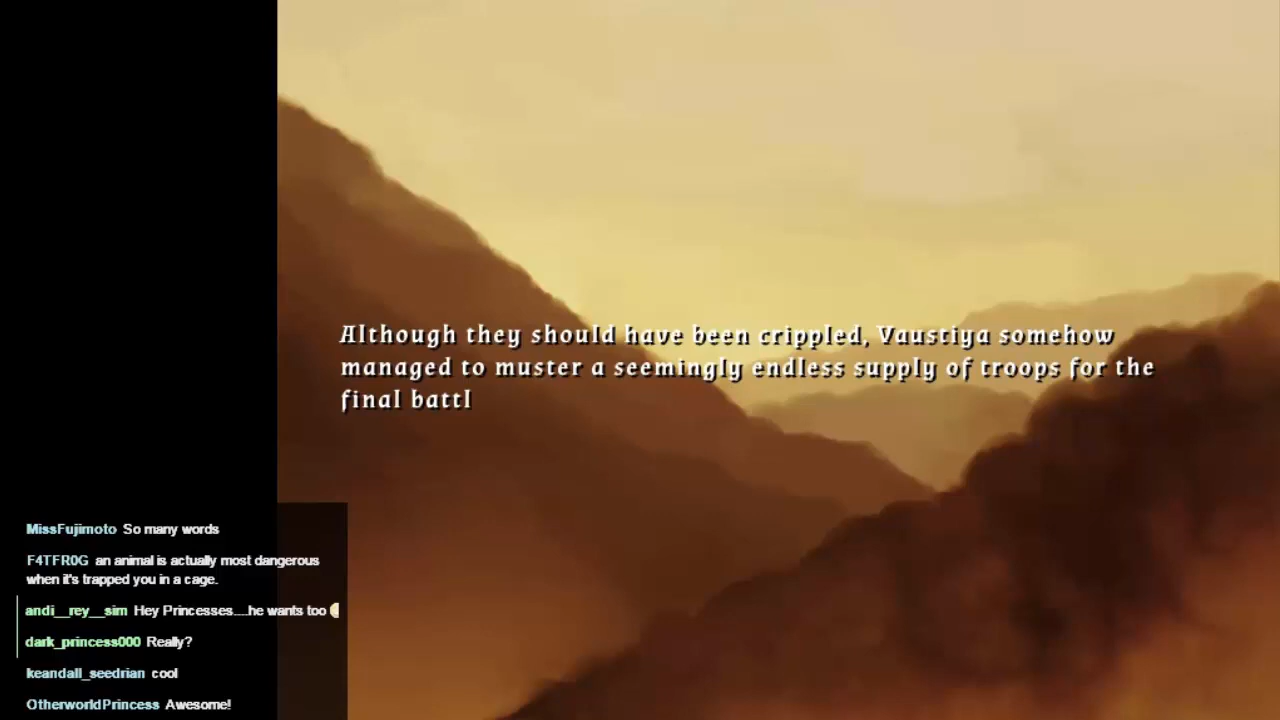 Although they should have been crippled, Vaustiya somehow
managed to muster a seemingly endless supply of troops for the
final battl
MissFujimoto So many words
F4TFR0G an animal is actually most dangerous
when it's trapped you in a cage.
andi__rey__sim Hey Princesses....he wants too
dark_princess000 Really?
keandall_seedrian cool
OtherworldPrincess Awesome!